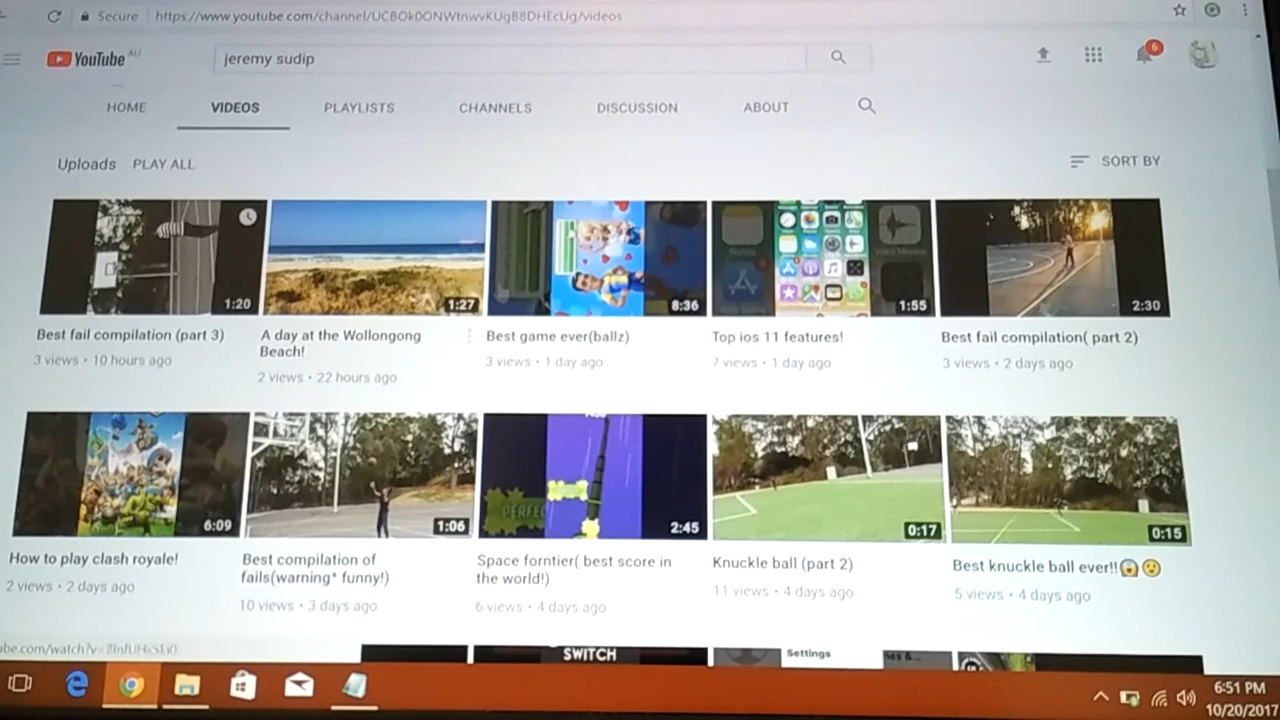 Secure https://www.youtube.com/channel/UCBOk0ONWtnwvKUgB8DHEcUg/videos
YouTube AU
jeremy sudip
6
HOME VIDEOS PLAYLISTS CHANNELS DISCUSSION ABOUT
Uploads PLAY ALL
SORT BY
1:20 1:27 8:36 1:55 2:30
Best fail compilation (part 3)
3 views • 10 hours ago
A day at the Wollongong
Beach!
2 views • 22 hours ago
Best game ever(ballz)
3 views • 1 day ago
Top ios 11 features!
7 views • 1 day ago
Best fail compilation( part 2)
3 views • 2 days ago
PERFE
6:09 1:06 2:45 0:17 0:15
How to play clash royale!
2 views • 2 days ago
Best compilation of
fails(warning* funny!)
10 views • 3 days ago
Space forntier( best score in
the world!)
6 views • 4 days ago
Knuckle ball (part 2)
11 views • 4 days ago
Best knuckle ball ever!!😱😮
5 views • 4 days ago
SWITCH
Settings
6:51 PM
10/20/2017